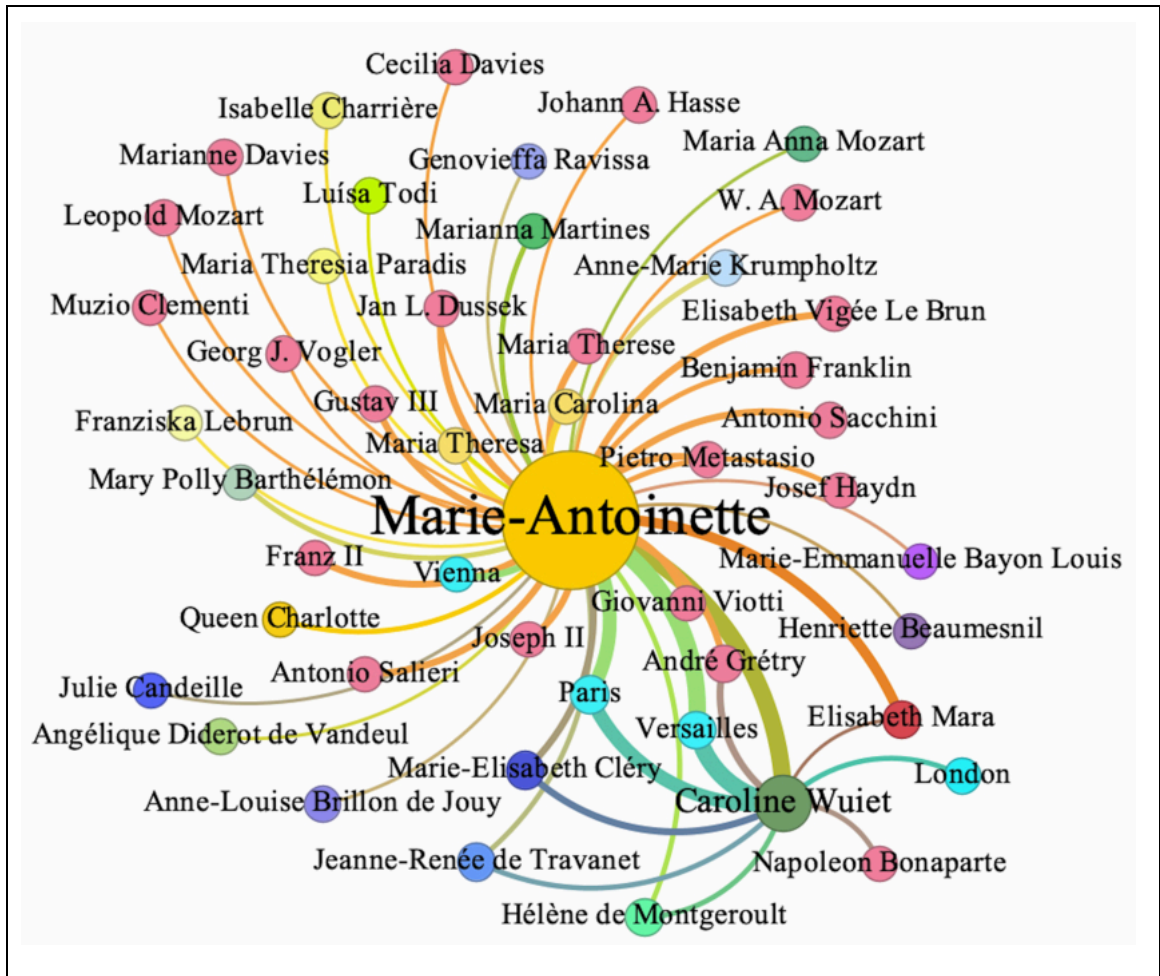 Cecilia Davies
Isabelle Charrière
Johann A. Hasse
Marianne Davies
Genovieffa Ravissa
Maria Anna Mozart
Luísa Todi
W. A. Mozart
Leopold Mozart
Marianna Martines
Maria Theresia Paradis
Anne-Marie Krumpholtz
Muzio Clementi
Jan L. Dussek
Elisabeth Vigée Le Brun
Georg J. Vogler
Maria Therese
Benjamin Franklin
Gustav III
Maria Carolina
Franziska Lebrun
Antonio Sacchini
Maria Theresa
Pietro Metastasio
Mary Polly Barthélémon
Josef Haydn
Marie-Antoinette
Franz II
Vienna
Marie-Emmanuelle Bayon Louis
Giovanni Viotti
Queen Charlotte
Henriette Beaumesnil
Joseph II
André Grétry
Antonio Salieri
Julie Candeille
Paris
Elisabeth Mara
Versailles
Angélique Diderot de Vandeul
Marie-Elisabeth Cléry
London
Anne-Louise Brillon de Jouy
Caroline Wuiet
Jeanne-Renée de Travanet
Napoleon Bonaparte
Hélène de Montgeroult